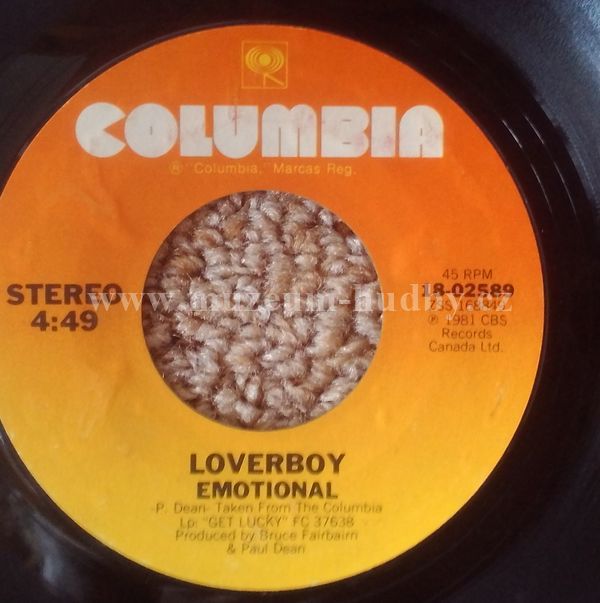 COLUMBIA
® "Columbia," Marcas Reg.
STEREO
4:49
45 RPM
18-02589
℗ 1981 CBS
Records
Canada Ltd.
www.muzeum-hudby.cz
LOVERBOY
EMOTIONAL
-P. Dean- Taken From The Columbia
Lp: "GET LUCKY" FC 37638
Produced by Bruce Fairbairn
& Paul Dean